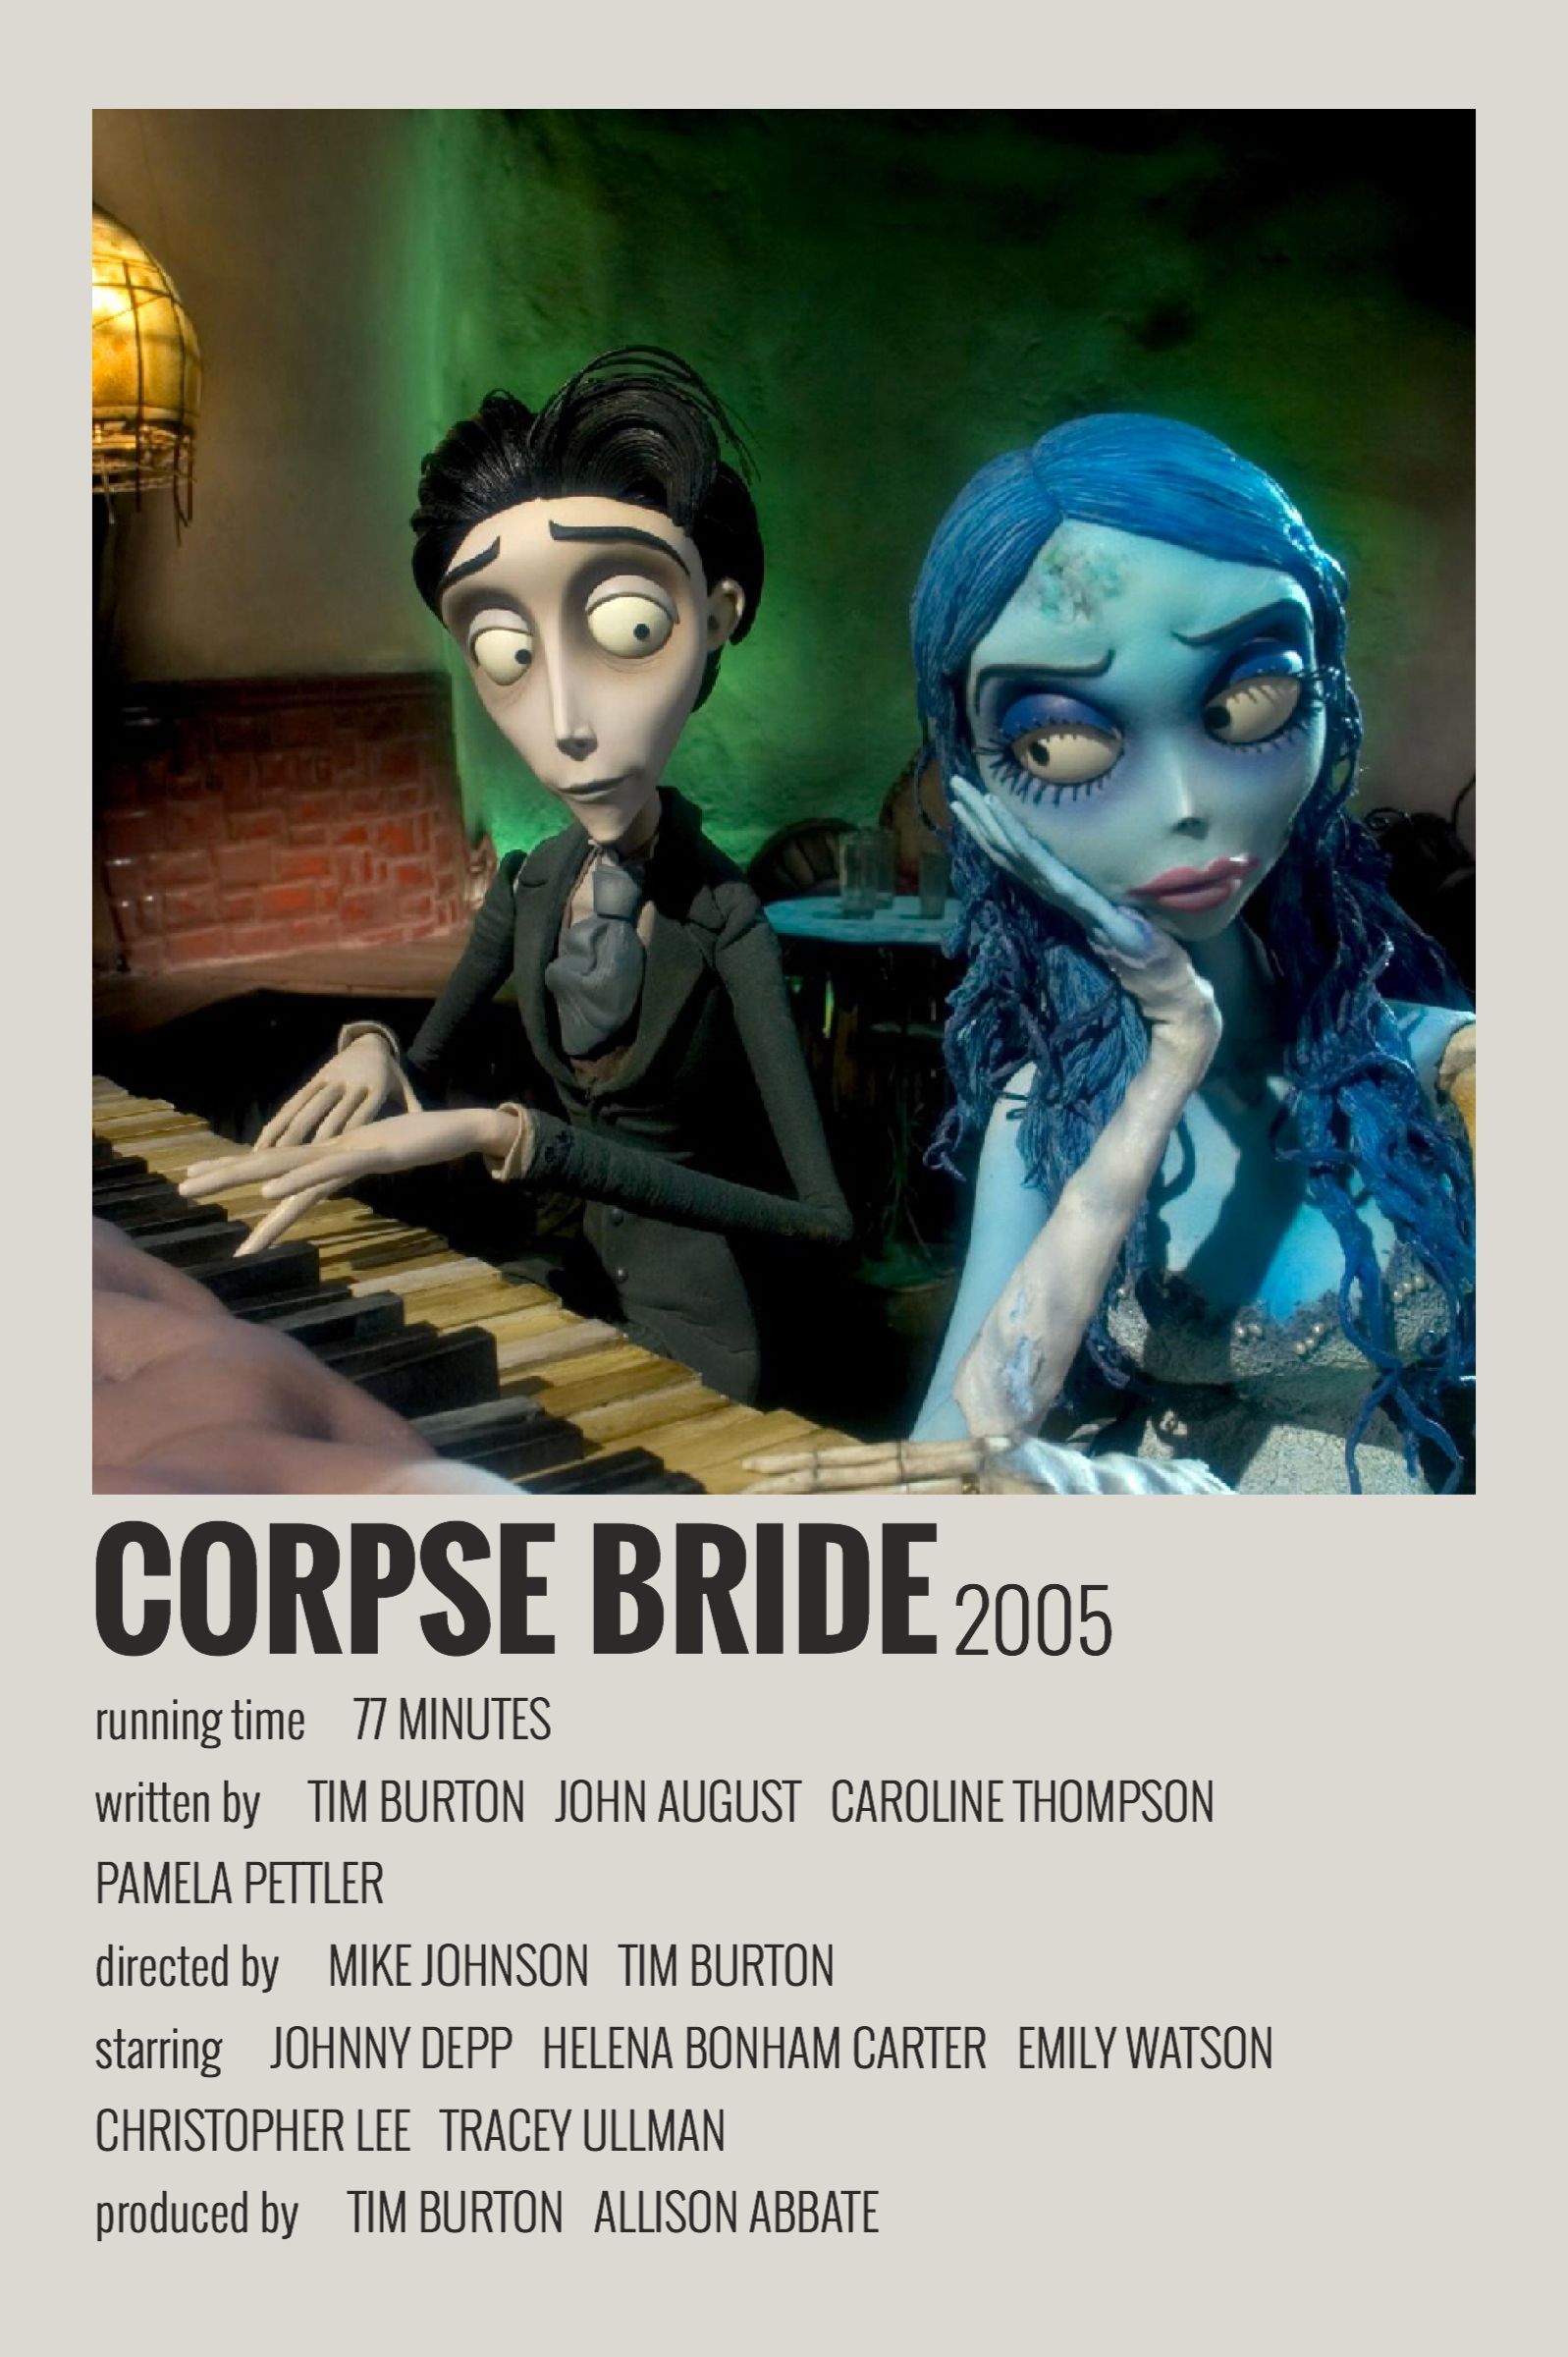 CORPSE BRIDE 2005
running time 77 MINUTES
written by TIM BURTON JOHN AUGUST CAROLINE THOMPSON
PAMELA PETTLER
directed by MIKE JOHNSON TIM BURTON
starring JOHNNY DEPP HELENA BONHAM CARTER EMILY WATSON
CHRISTOPHER LEE TRACEY ULLMAN
produced by TIM BURTON ALLISON ABBATE